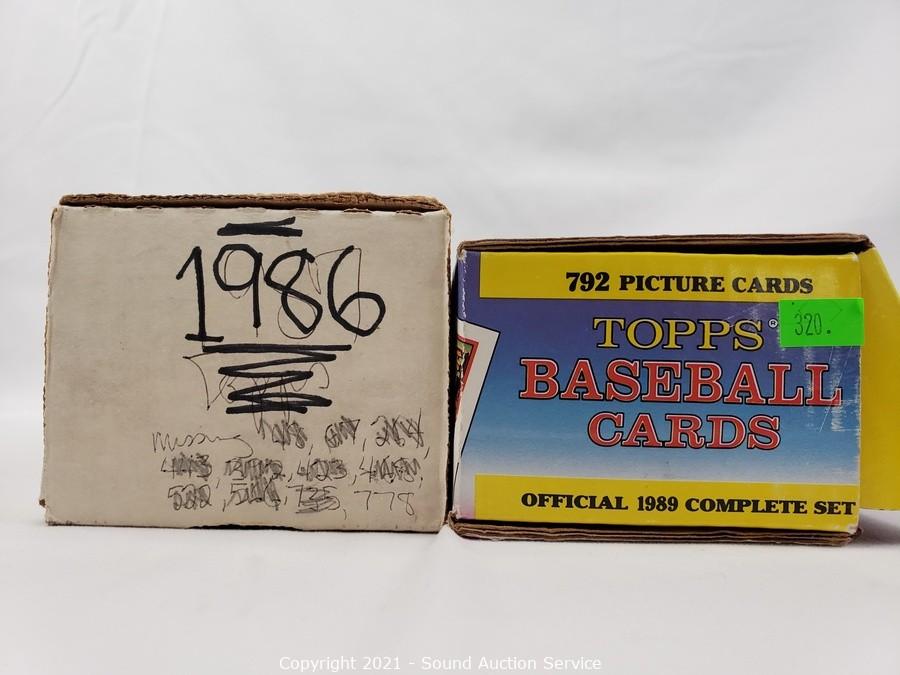 1986
missing
778
792 PICTURE CARDS
TOPPS®
320.
BASEBALL
CARDS
OFFICIAL 1989 COMPLETE SET
Copyright 2021 - Sound Auction Service